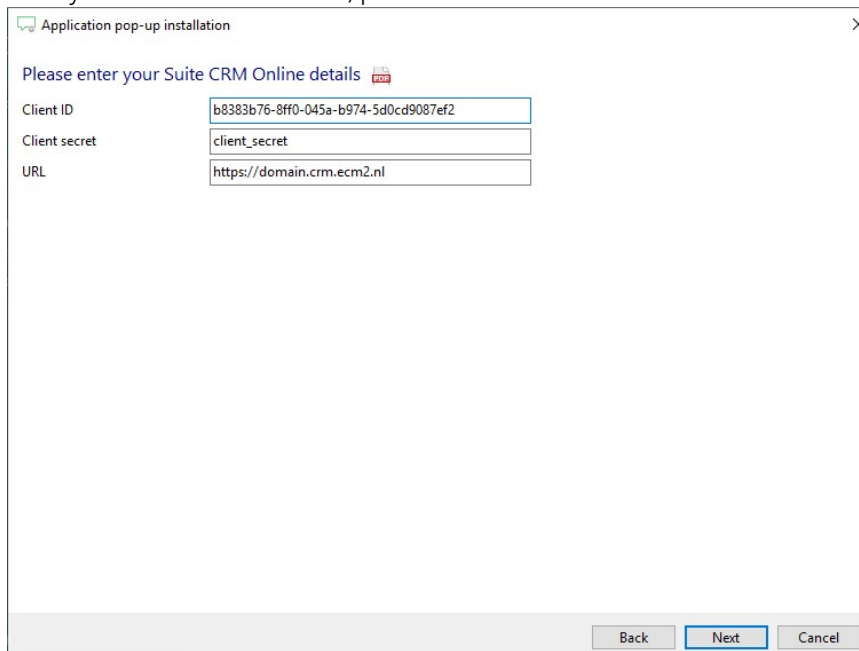 Application pop-up installation
Please enter your Suite CRM Online details PDF
Client ID b8383b76-8ff0-045a-b974-5d0cd9087ef2
Client secret client_secret
URL https://domain.crm.ecm2.nl
Back Next Cancel